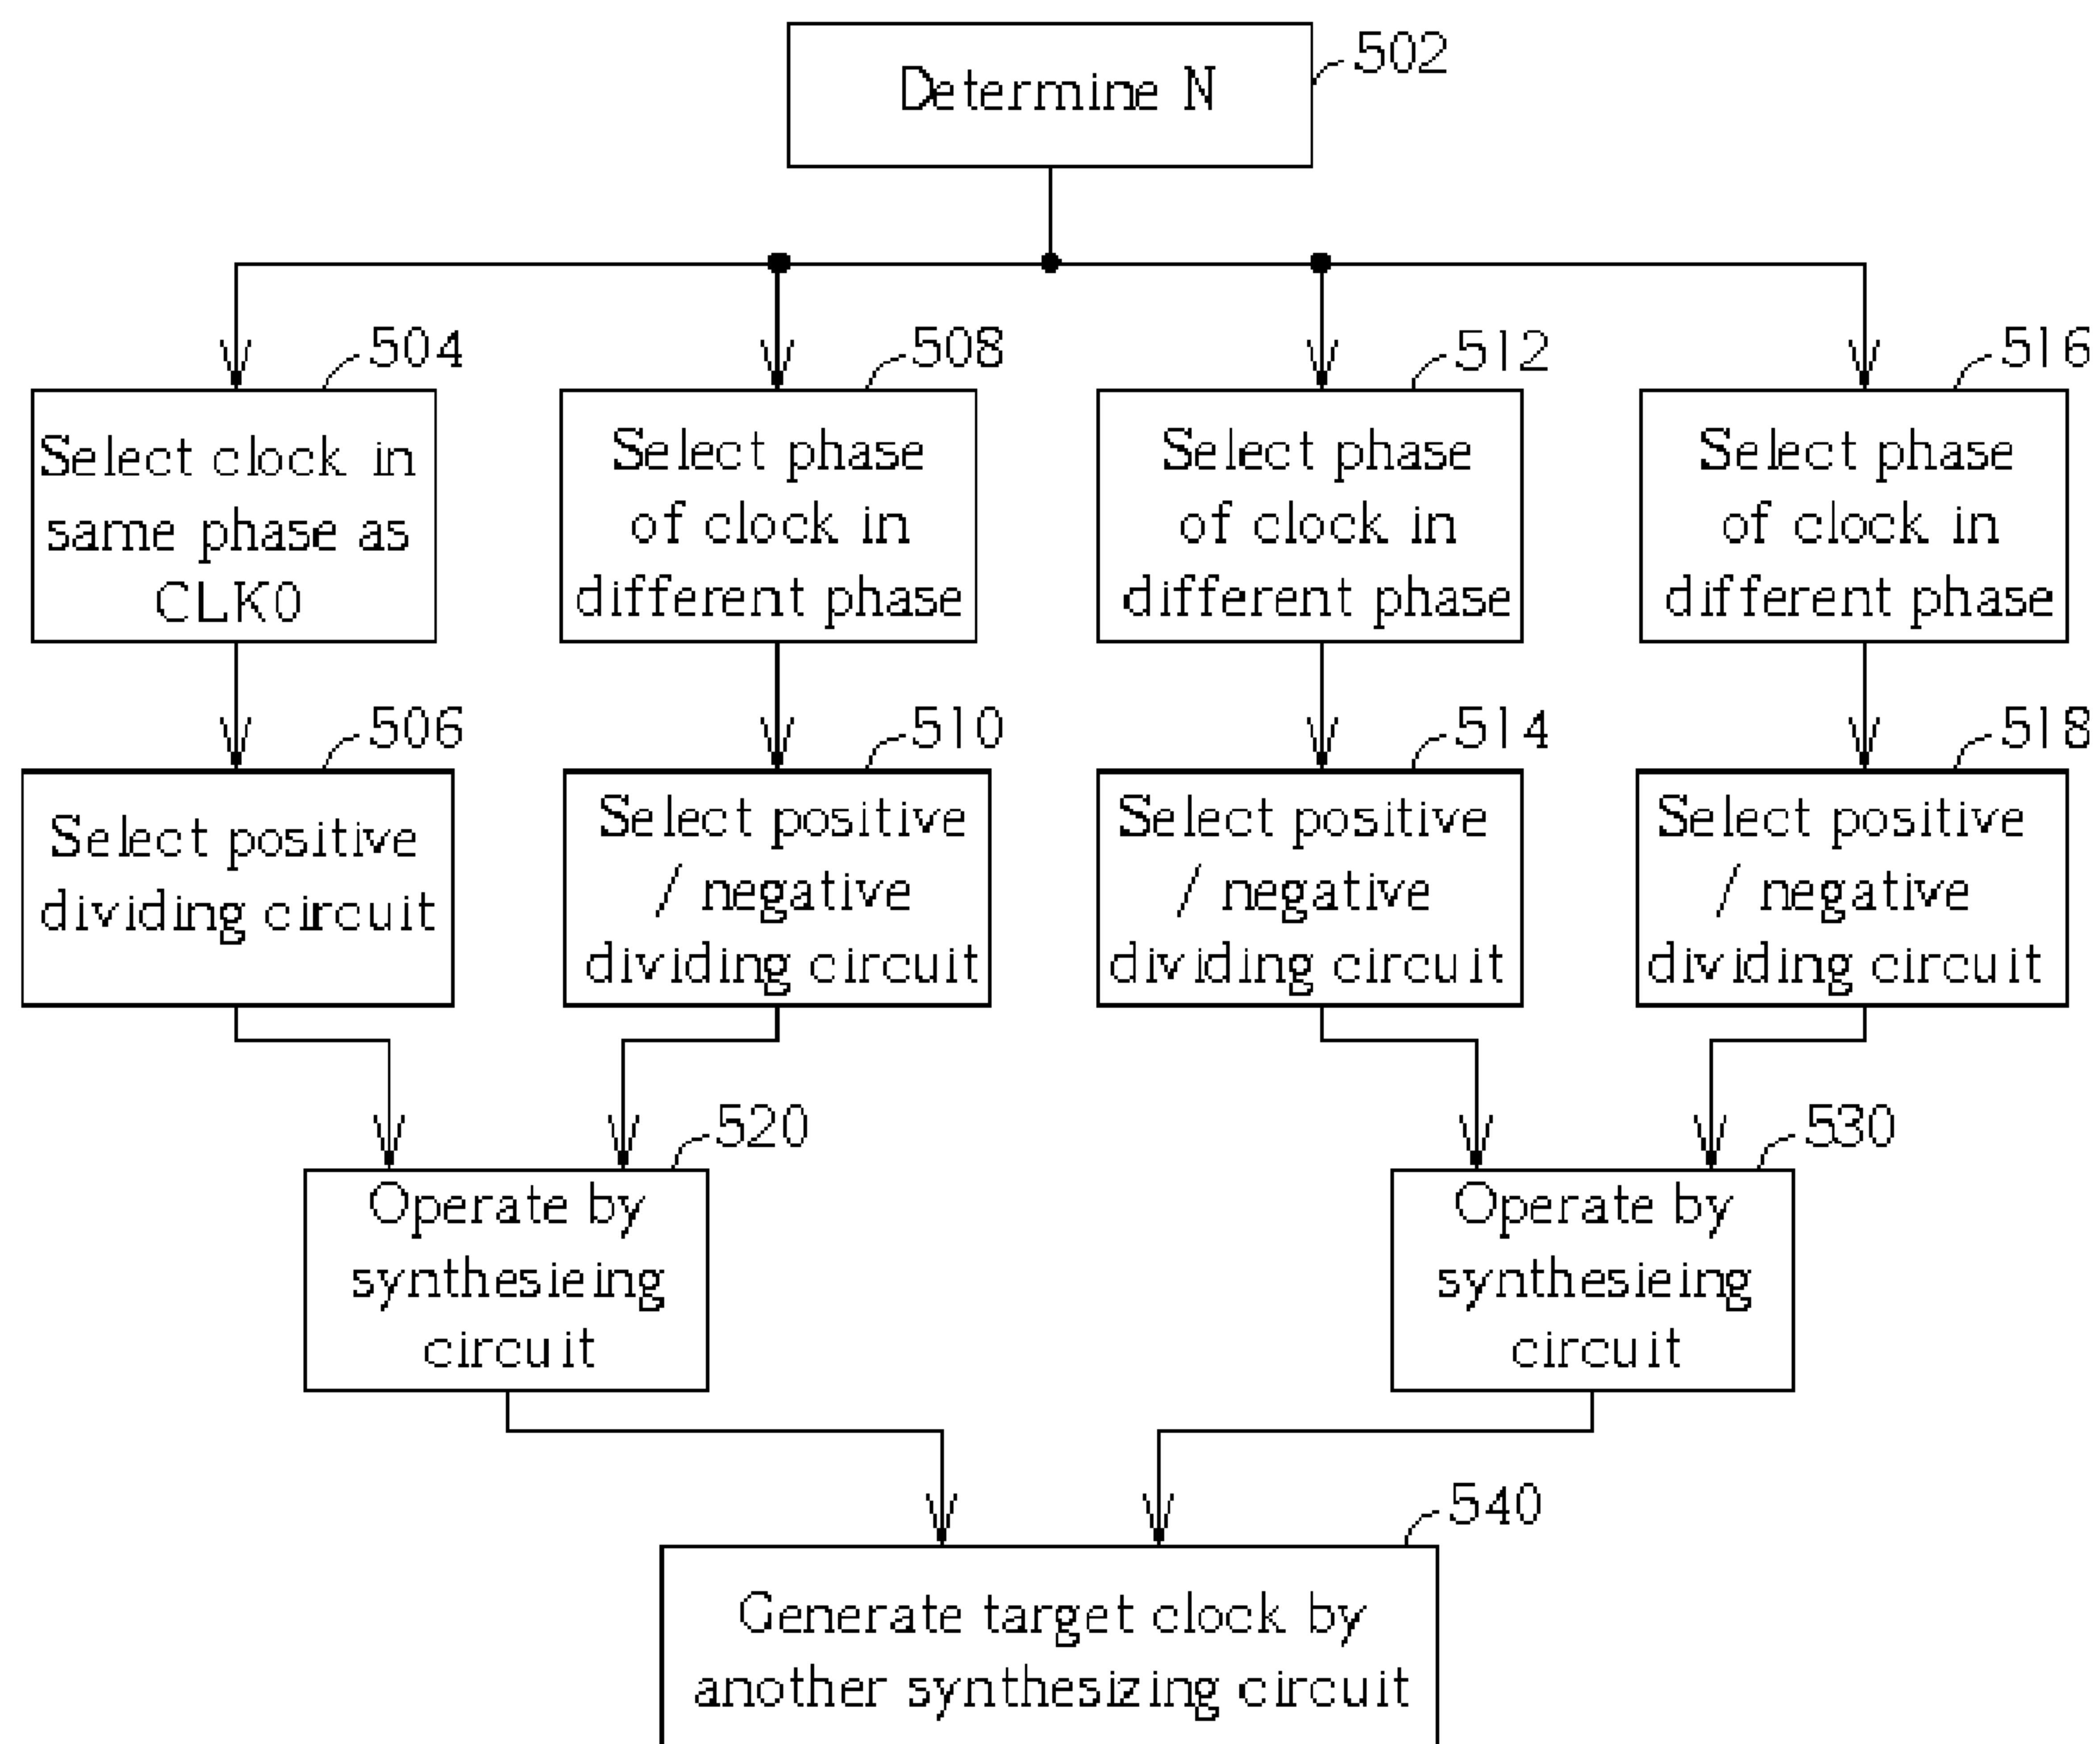 Determine N
502
504
508
512
516
Select clock in
same phase as
CLK0
Select phase
of clock in
different phase
Select phase
of clock in
different phase
Select phase
of clock in
different phase
506
510
514
518
Select positive
dividing circuit
Select positive
/ negative
dividing circuit
Select positive
/ negative
dividing circuit
Select positive
/ negative
dividing circuit
520
530
Operate by
synthesieing
circuit
Operate by
synthesieing
circuit
540
Generate target clock by
another synthesizing circuit